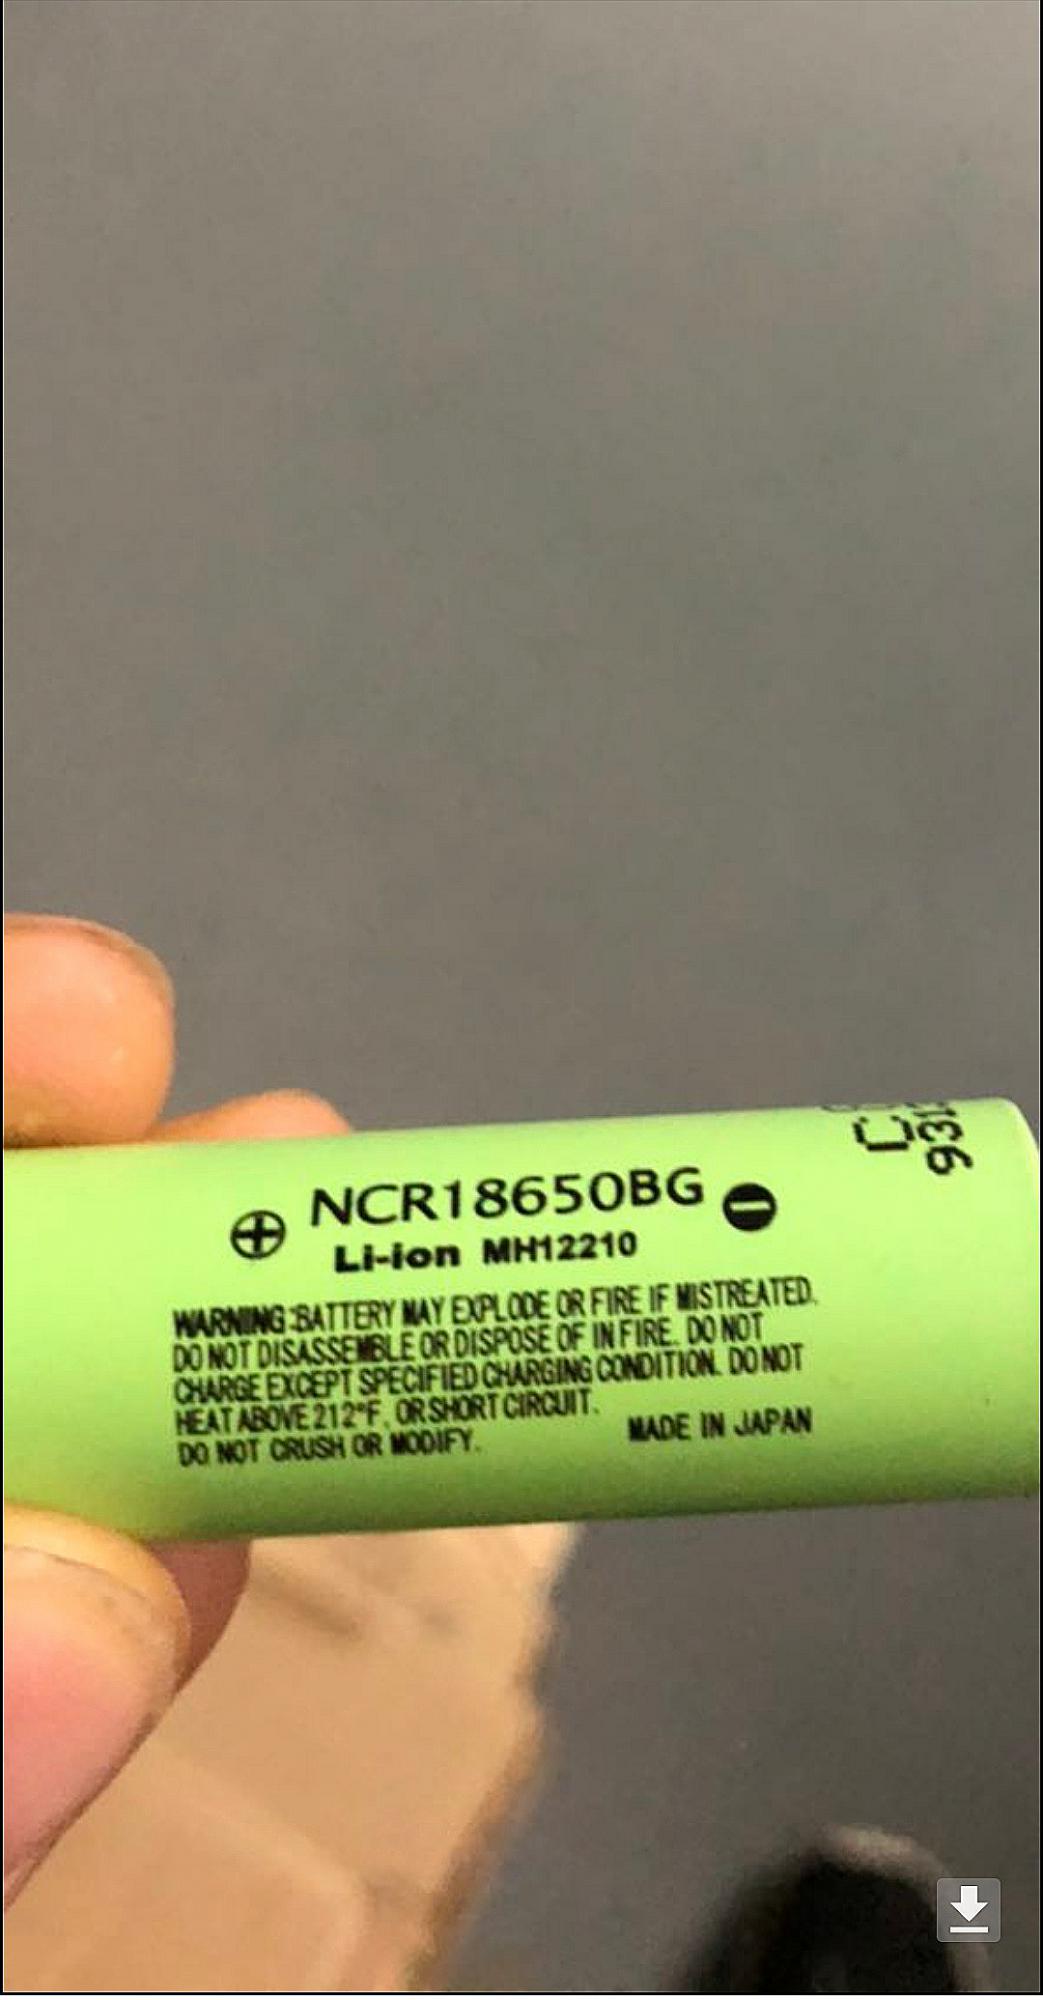 ⊕ NCR18650BG ⊖
Li-ion MH12210
WARNING:BATTERY MAY EXPLODE OR FIRE IF MISTREATED.
DO NOT DISASSEMBLE OR DISPOSE OF IN FIRE. DO NOT
CHARGE EXCEPT SPECIFIED CHARGING CONDITION. DO NOT
HEAT ABOVE 212°F, OR SHORT CIRCUIT.
DO NOT CRUSH OR MODIFY. MADE IN JAPAN